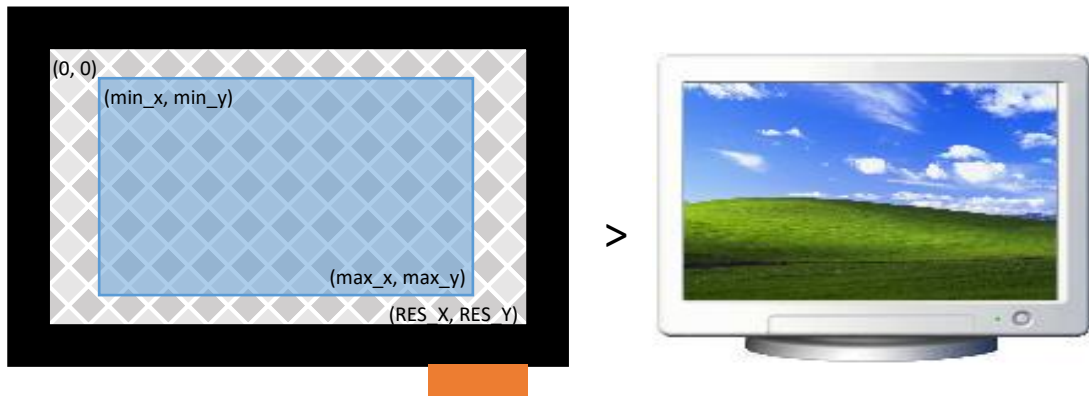 (0, 0)
(min_x, min_y)
>
(max_x, max_y)
(RES_X, RES_Y)